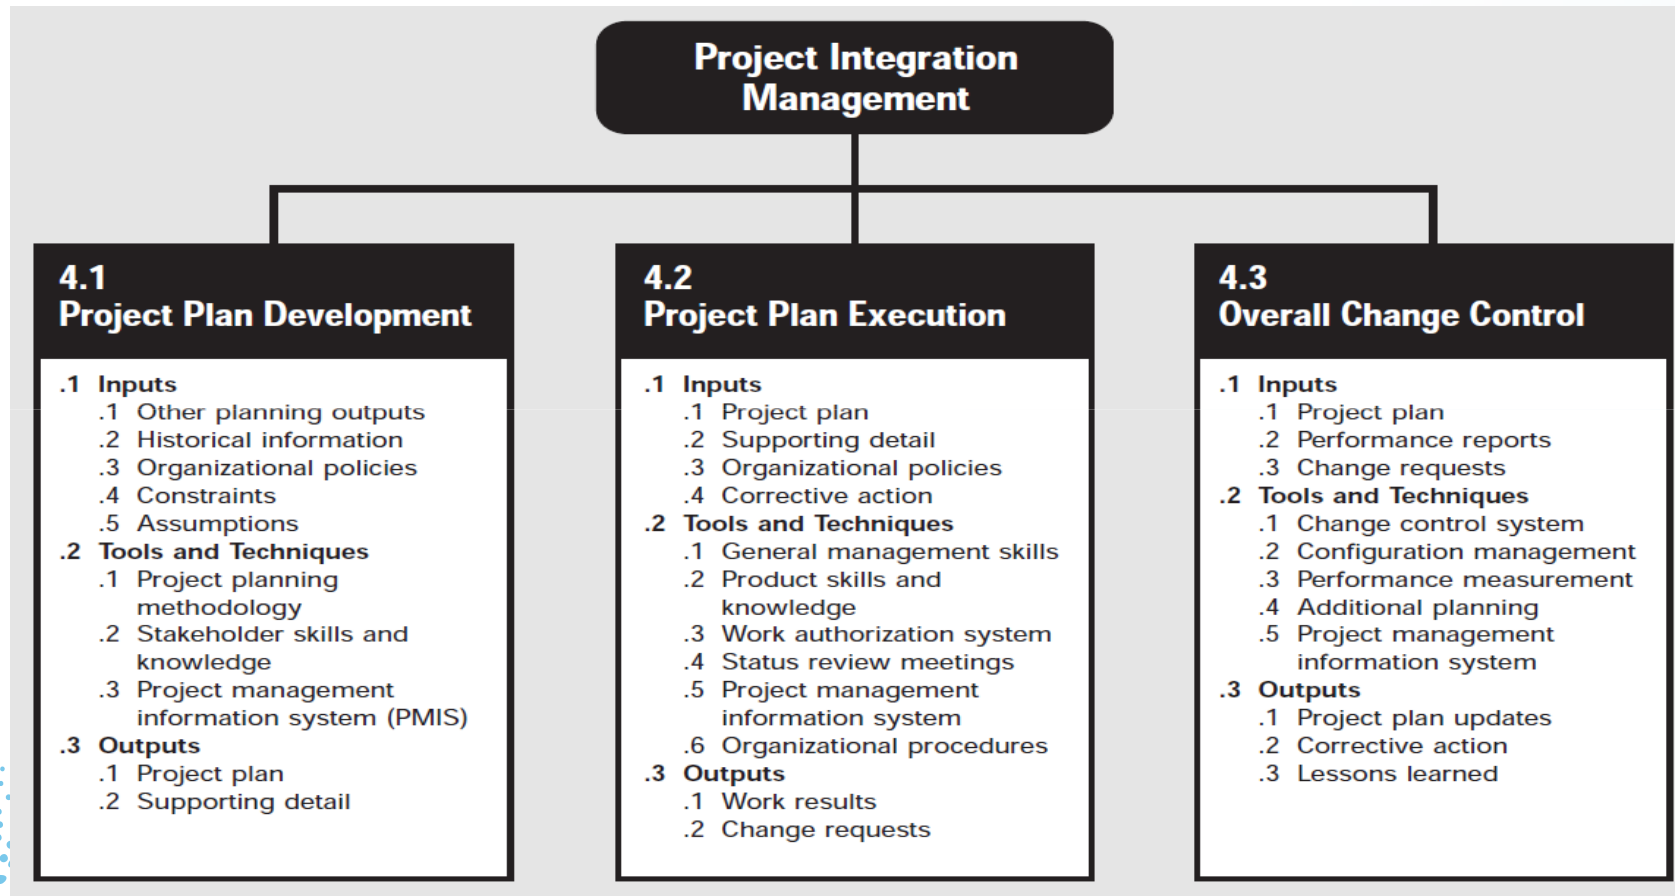 Project Integration
Management
4.1
Project Plan Development
.1 Inputs
.1 Other planning outputs
.2 Historical information
.3 Organizational policies
.4 Constraints
.5 Assumptions
.2 Tools and Techniques
.1 Project planning
methodology
.2 Stakeholder skills and
knowledge
.3 Project management
information system (PMIS)
.3 Outputs
.1 Project plan
.2 Supporting detail
4.2
Project Plan Execution
.1 Inputs
.1 Project plan
.2 Supporting detail
.3 Organizational policies
.4 Corrective action
.2 Tools and Techniques
.1 General management skills
.2 Product skills and
knowledge
.3 Work authorization system
.4 Status review meetings
.5 Project management
information system
.6 Organizational procedures
.3 Outputs
.1 Work results
.2 Change requests
4.3
Overall Change Control
.1 Inputs
.1 Project plan
.2 Performance reports
.3 Change requests
.2 Tools and Techniques
.1 Change control system
.2 Configuration management
.3 Performance measurement
.4 Additional planning
.5 Project management
information system
.3 Outputs
.1 Project plan updates
.2 Corrective action
.3 Lessons learned